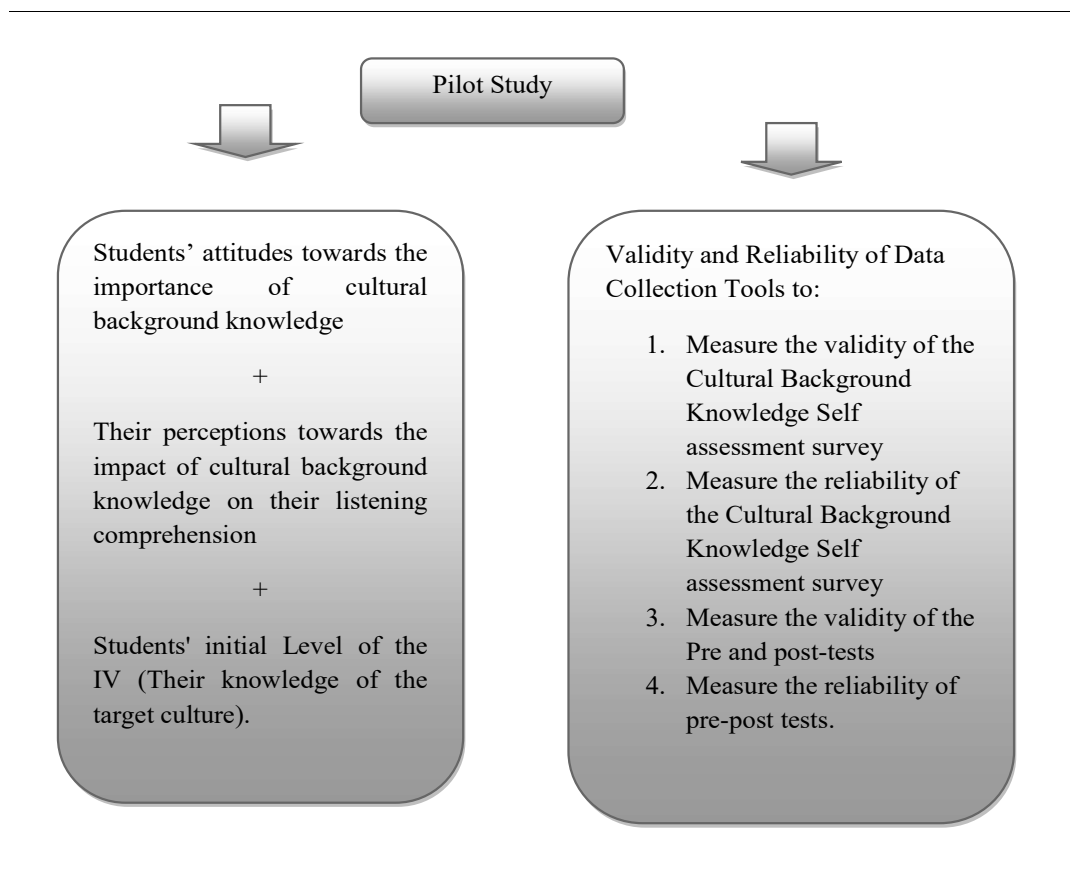 Pilot Study
Students’ attitudes towards the
importance of cultural
background knowledge
+
Their perceptions towards the
impact of cultural background
knowledge on their listening
comprehension
+
Students' initial Level of the
IV (Their knowledge of the
target culture).
Validity and Reliability of Data
Collection Tools to:
1. Measure the validity of the
Cultural Background
Knowledge Self
assessment survey
2. Measure the reliability of
the Cultural Background
Knowledge Self
assessment survey
3. Measure the validity of the
Pre and post-tests
4. Measure the reliability of
pre-post tests.